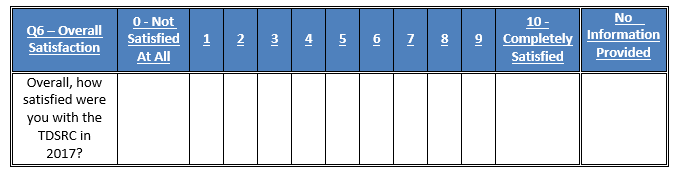 Q6 – Overall Satisfaction
0 - Not Satisfied At All
1
2
3
4
5
6
7
8
9
10 - Completely Satisfied
No Information Provided
Overall, how
satisfied were
you with the
TDSRC in
2017?